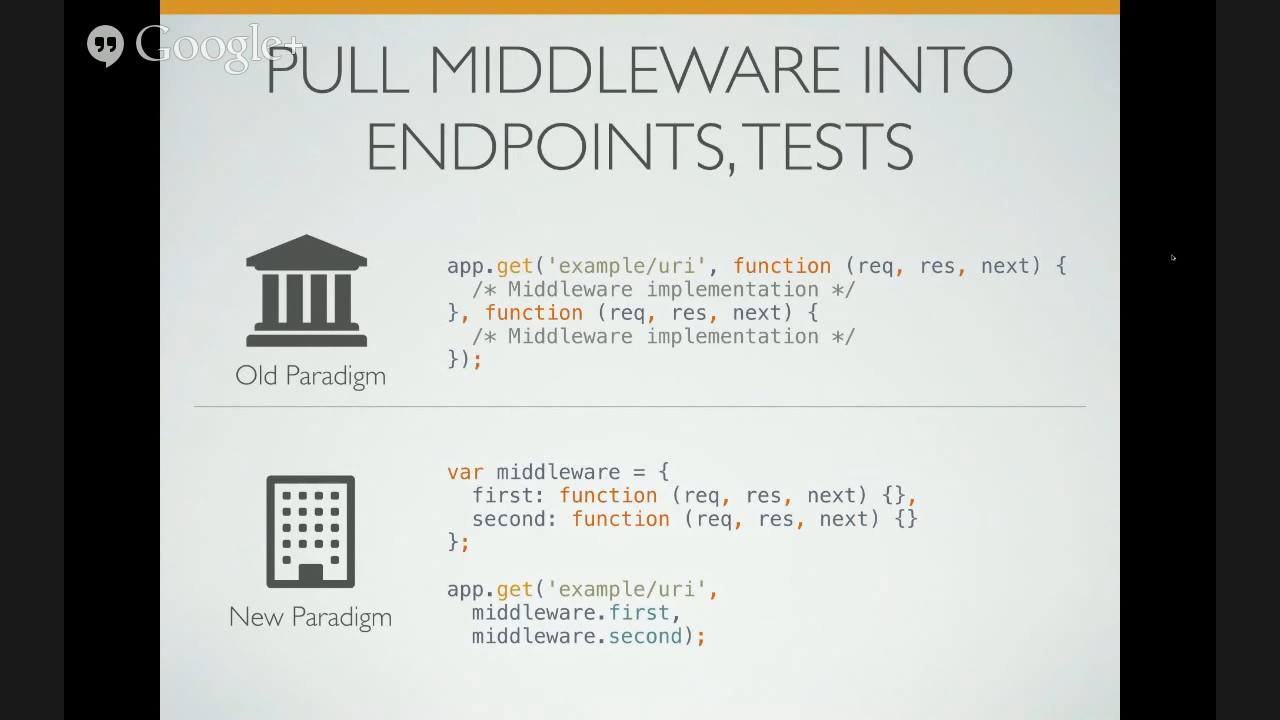 Google+
PULL MIDDLEWARE INTO
ENDPOINTS, TESTS
app.get('example/uri', function (req, res, next) {
  /* Middleware implementation */
}, function (req, res, next) {
  /* Middleware implementation */
});
Old Paradigm
var middleware = {
  first: function (req, res, next) {},
  second: function (req, res, next) {}
};
app.get('example/uri',
  middleware.first,
  middleware.second);
New Paradigm